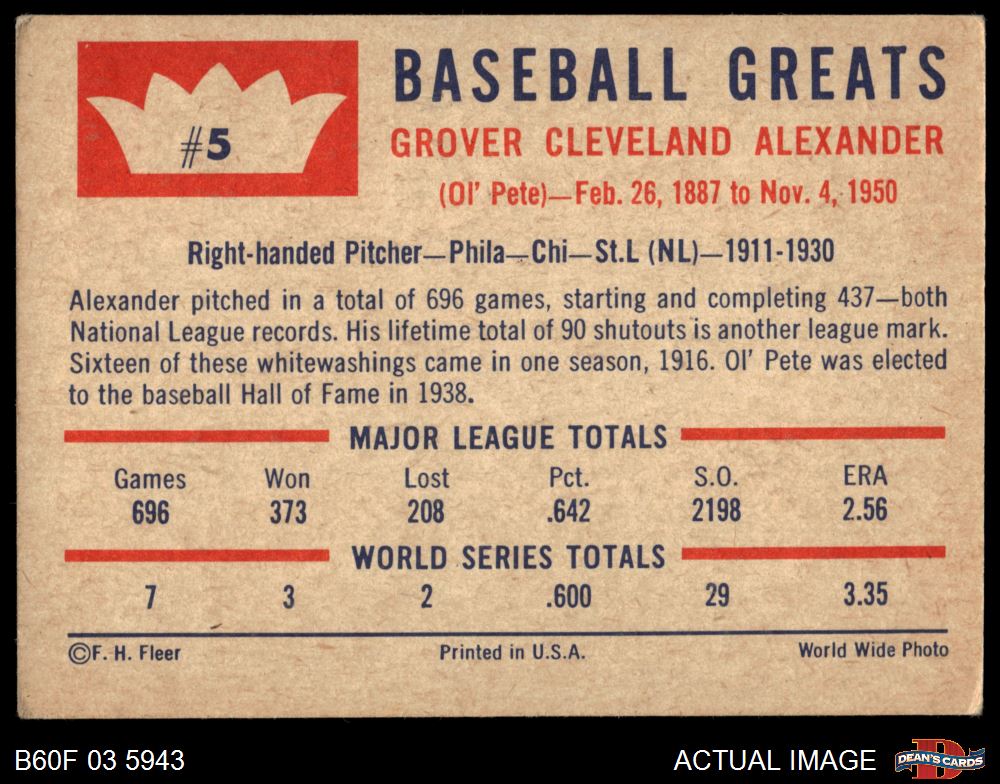 #5
BASEBALL GREATS
GROVER CLEVELAND ALEXANDER
(Ol' Pete)—Feb. 26, 1887 to Nov. 4, 1950
Right-handed Pitcher—Phila—Chi—St.L (NL)—1911-1930
Alexander pitched in a total of 696 games, starting and completing 437—both
National League records. His lifetime total of 90 shutouts is another league mark.
Sixteen of these whitewashings came in one season, 1916. Ol' Pete was elected
to the baseball Hall of Fame in 1938.
MAJOR LEAGUE TOTALS
Games Won Lost Pct. S.O. ERA
696 373 208 .642 2198 2.56
WORLD SERIES TOTALS
7 3 2 .600 29 3.35
©F. H. Fleer Printed in U.S.A. World Wide Photo
B60F 03 5943 ACTUAL IMAGE D DEAN'S CARDS